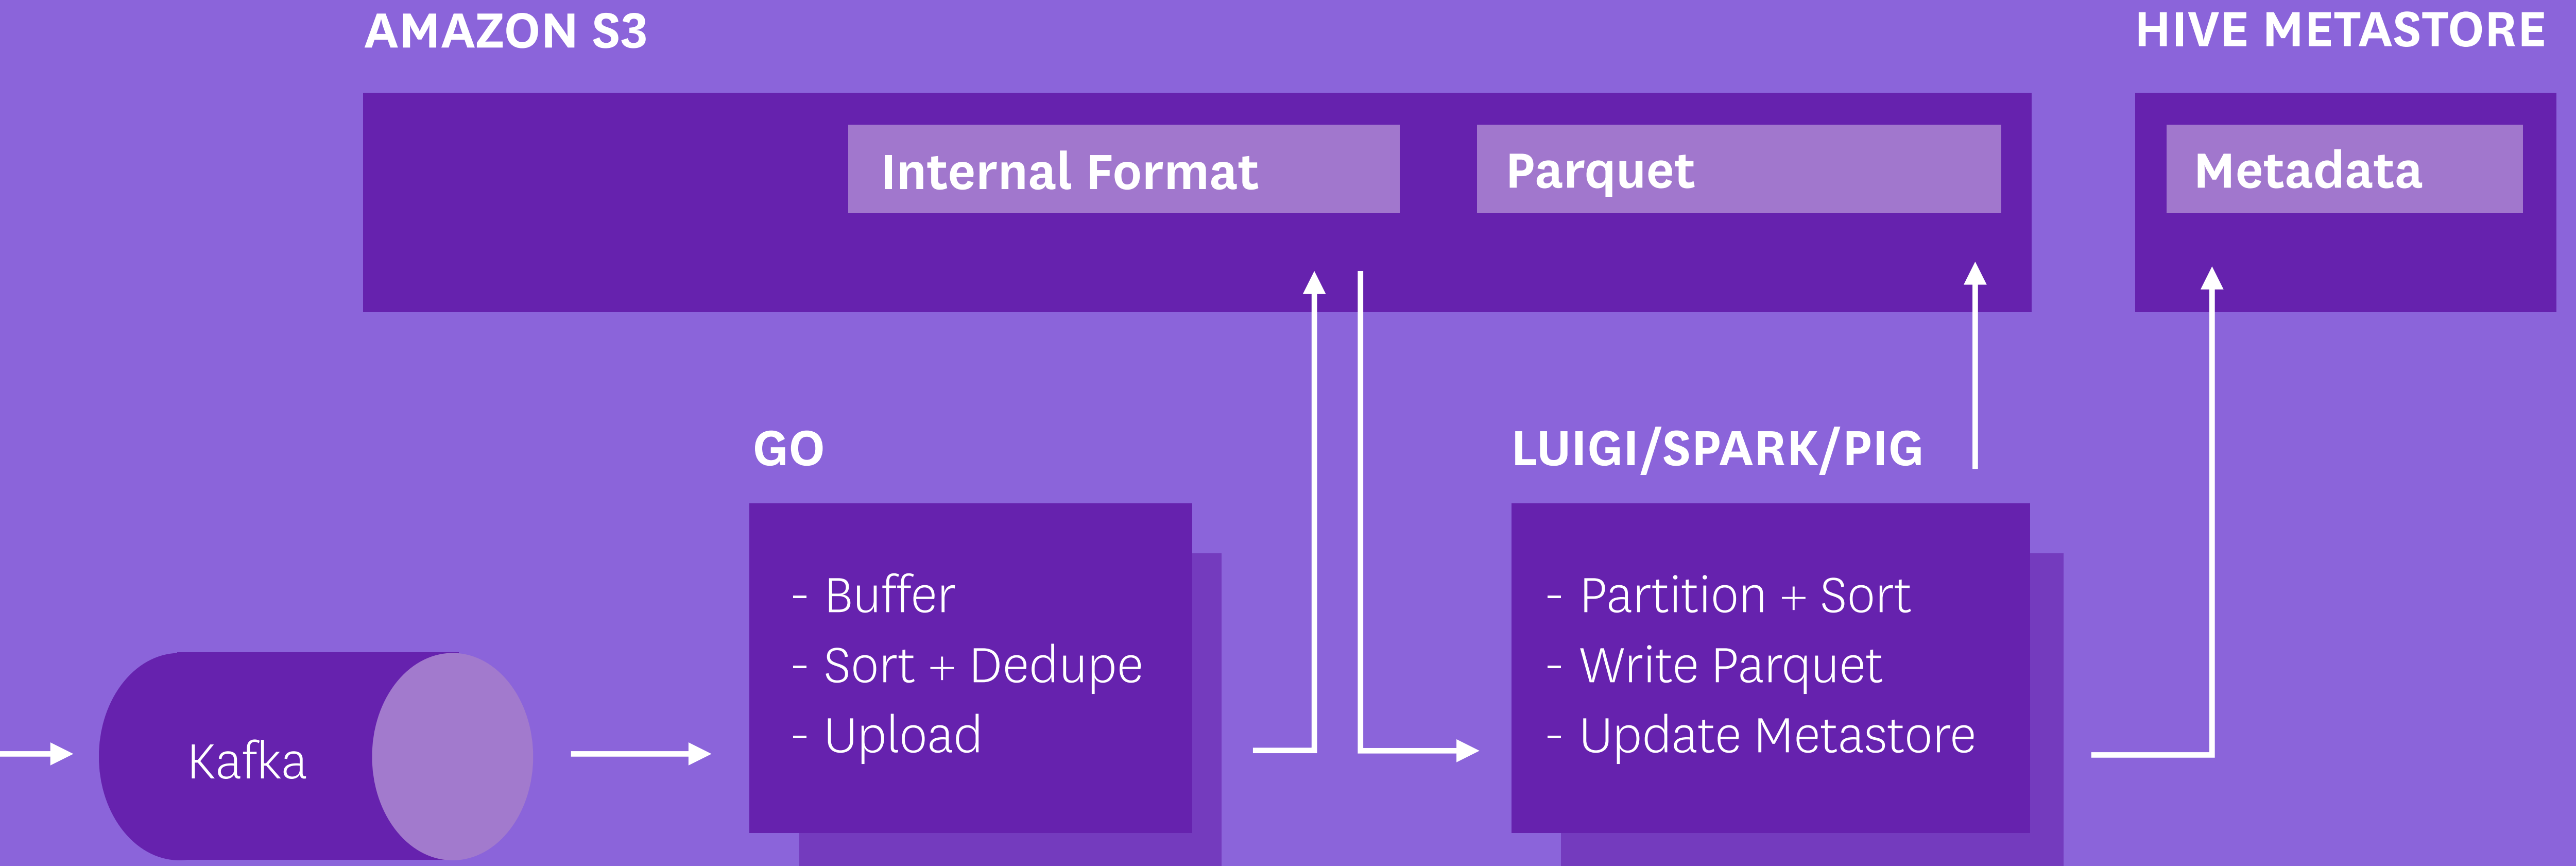 AMAZON S3
HIVE METASTORE
Internal Format
Parquet
Metadata
GO
LUIGI/SPARK/PIG
- Buffer
- Sort + Dedupe
- Upload
- Partition + Sort
- Write Parquet
- Update Metastore
Kafka